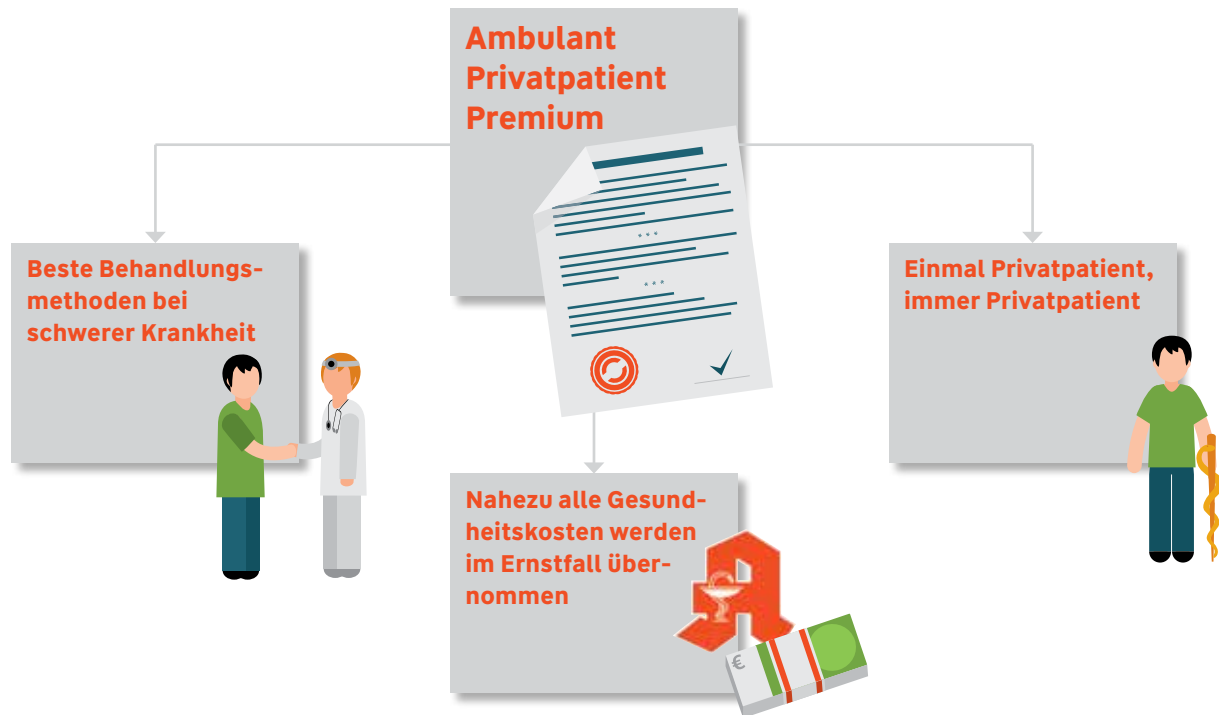 Ambulant
Privatpatient
Premium
* * *
* * *
Beste Behandlungs-
methoden bei
schwerer Krankheit
Einmal Privatpatient,
immer Privatpatient
Nahezu alle Gesund-
heitskosten werden
im Ernstfall über-
nommen
A
€